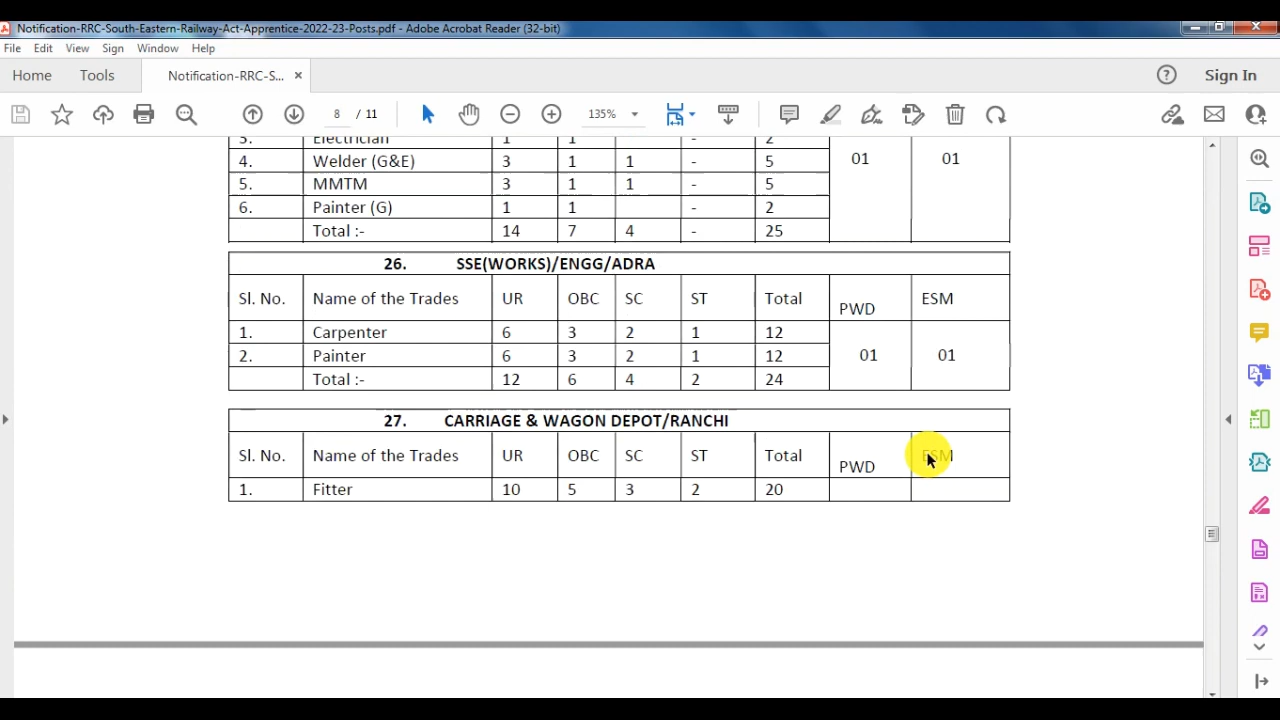 Notification-RRC-South-Eastern-Railway-Act-Apprentice-2022-23-Posts.pdf - Adobe Acrobat Reader (32-bit)
File Edit View Sign Window Help
Home Tools Notification-RRC-S... × Sign In
8 / 11 135%
3. Electrician 1 1 - 2
4. Welder (G&E) 3 1 1 - 5 01 01
5. MMTM 3 1 1 - 5
6. Painter (G) 1 1 - 2
Total :- 14 7 4 - 25
26. SSE(WORKS)/ENGG/ADRA
Sl. No. Name of the Trades UR OBC SC ST Total PWD ESM
1. Carpenter 6 3 2 1 12
2. Painter 6 3 2 1 12 01 01
Total :- 12 6 4 2 24
27. CARRIAGE & WAGON DEPOT/RANCHI
Sl. No. Name of the Trades UR OBC SC ST Total PWD ESM
1. Fitter 10 5 3 2 20